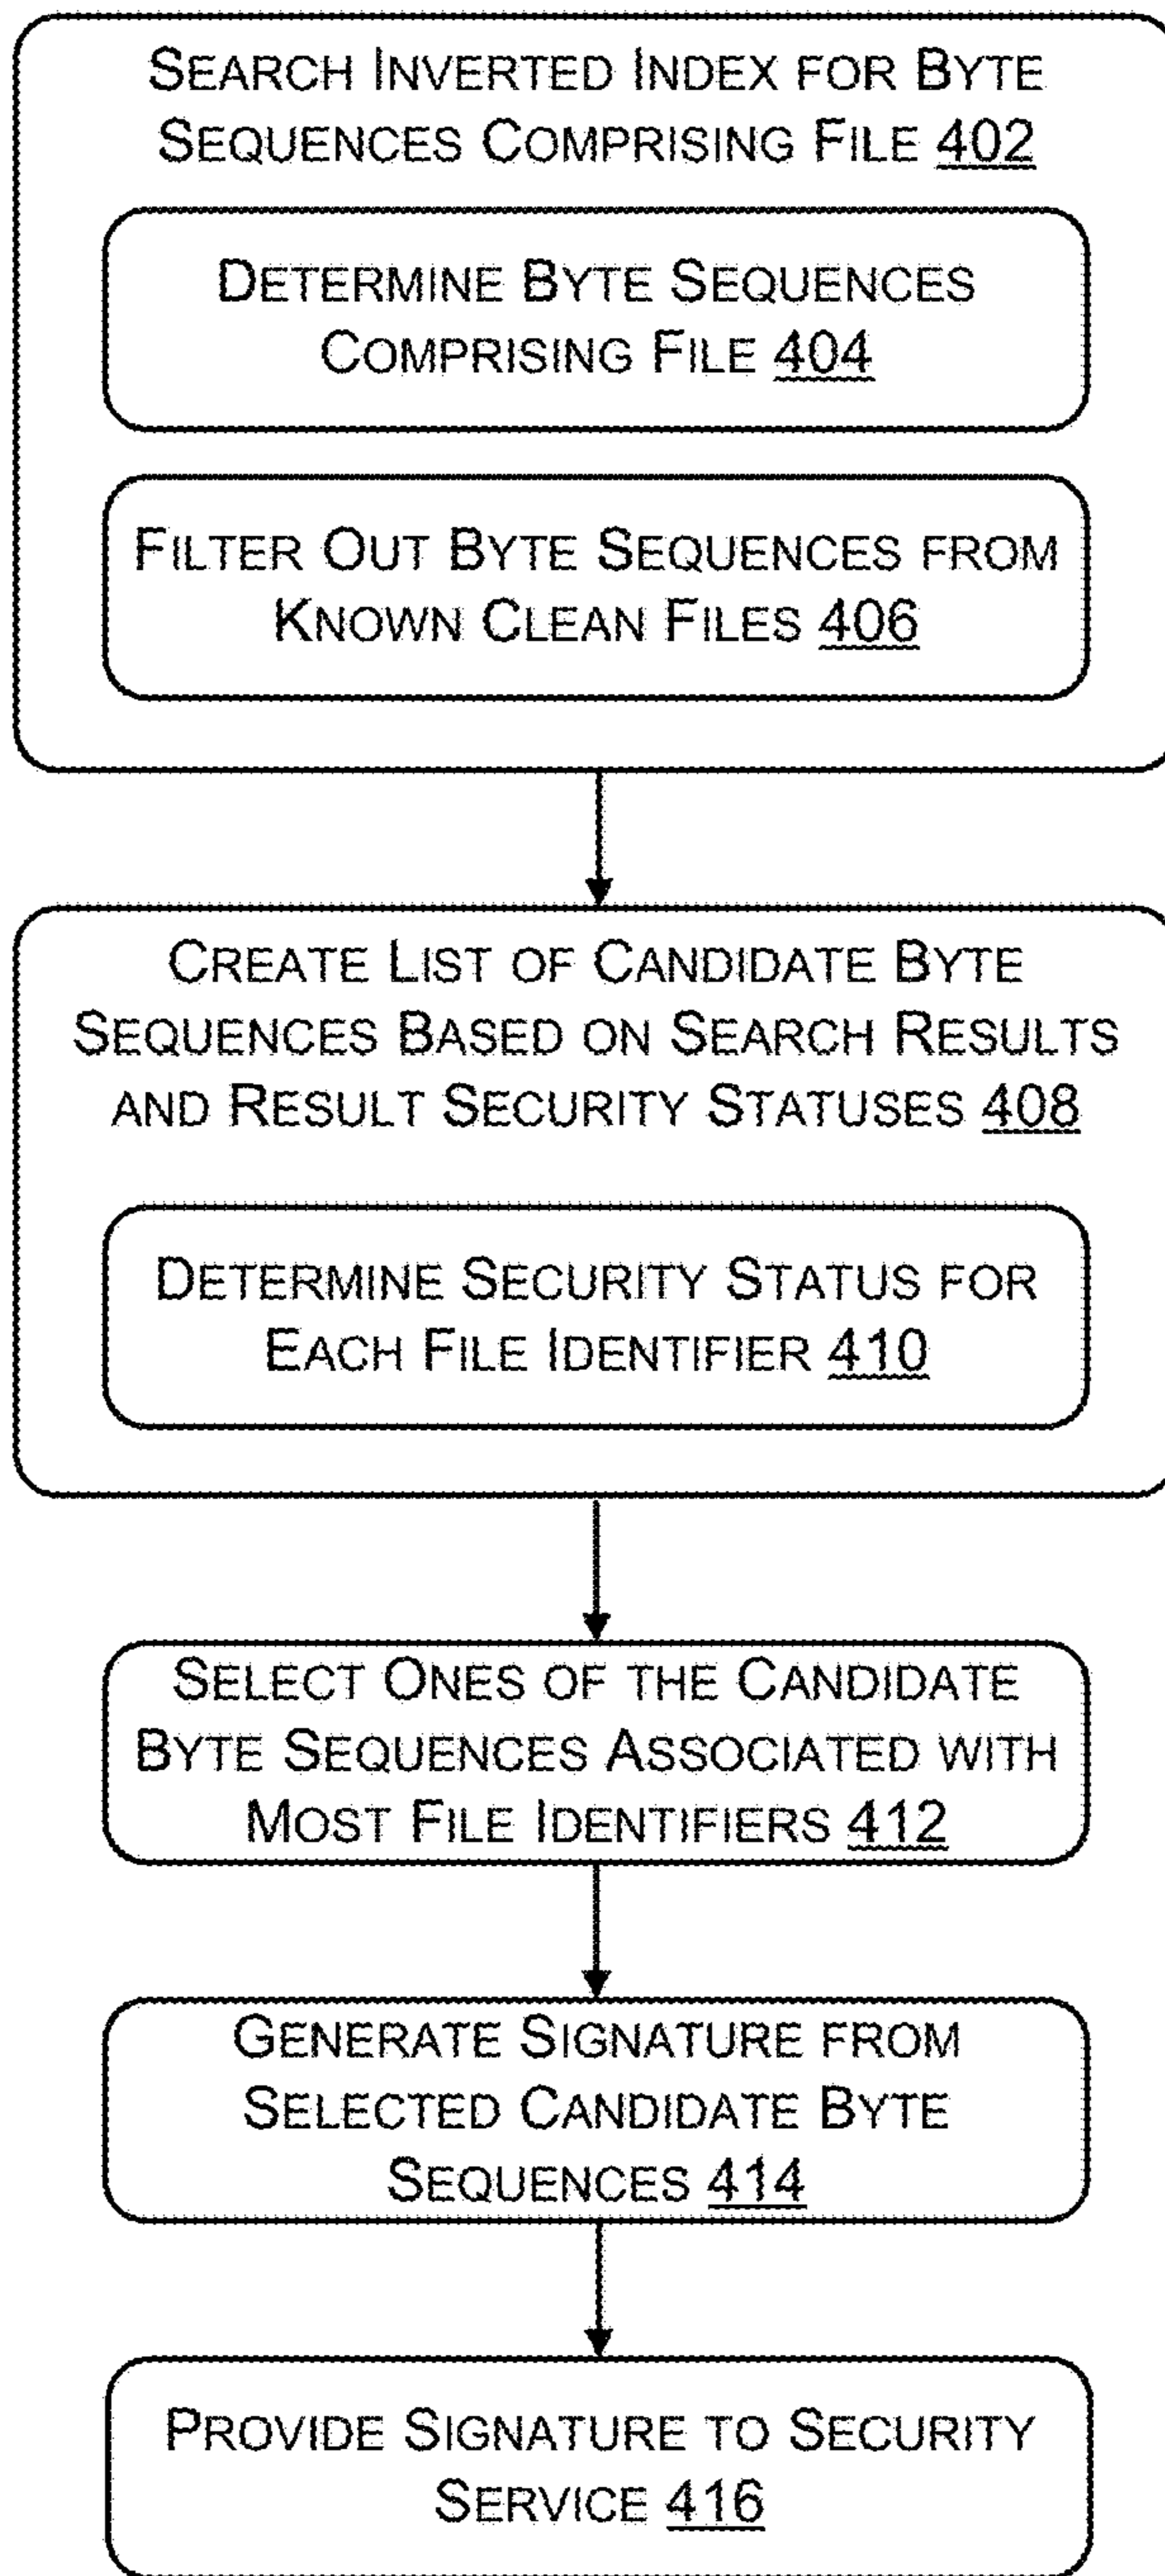 SEARCH INVERTED INDEX FOR BYTE
SEQUENCES COMPRISING FILE 402
DETERMINE BYTE SEQUENCES
COMPRISING FILE 404
FILTER OUT BYTE SEQUENCES FROM
KNOWN CLEAN FILES 406
CREATE LIST OF CANDIDATE BYTE
SEQUENCES BASED ON SEARCH RESULTS
AND RESULT SECURITY STATUSES 408
DETERMINE SECURITY STATUS FOR
EACH FILE IDENTIFIER 410
SELECT ONES OF THE CANDIDATE
BYTE SEQUENCES ASSOCIATED WITH
MOST FILE IDENTIFIERS 412
GENERATE SIGNATURE FROM
SELECTED CANDIDATE BYTE
SEQUENCES 414
PROVIDE SIGNATURE TO SECURITY
SERVICE 416